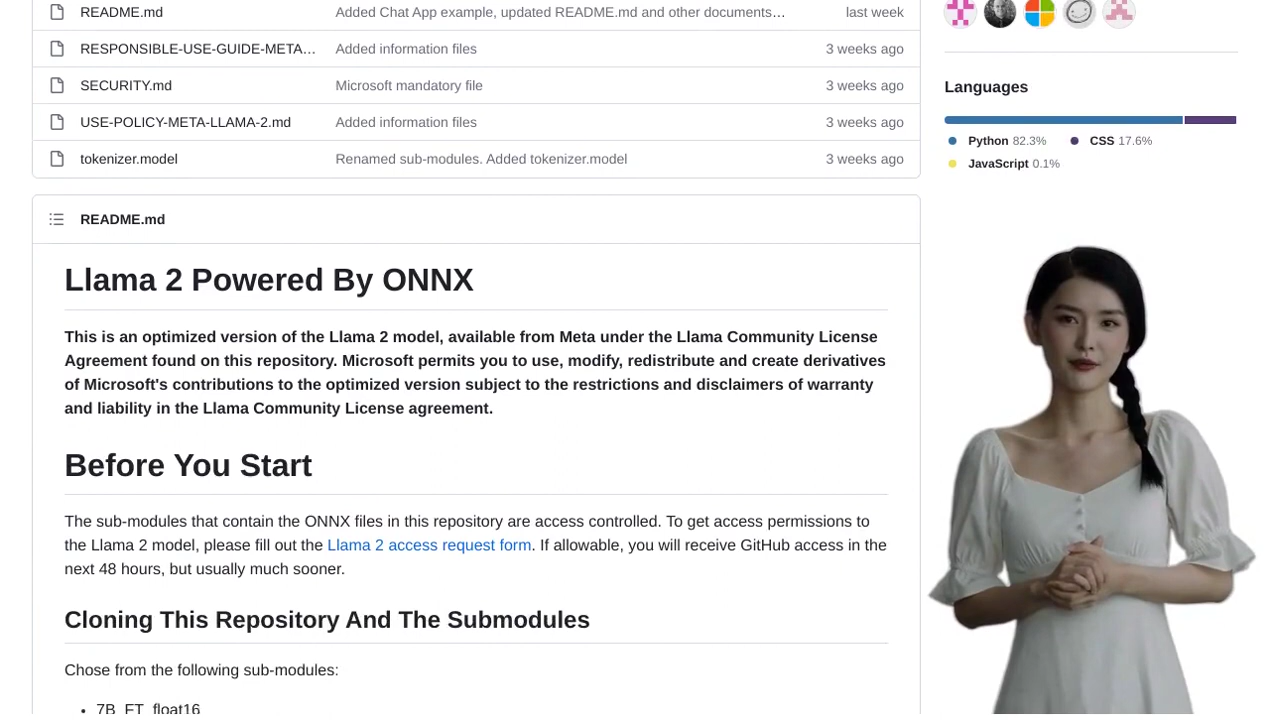 README.md Added Chat App example, updated README.md and other documents… last week
RESPONSIBLE-USE-GUIDE-META… Added information files 3 weeks ago
SECURITY.md Microsoft mandatory file 3 weeks ago
USE-POLICY-META-LLAMA-2.md Added information files 3 weeks ago
tokenizer.model Renamed sub-modules. Added tokenizer.model 3 weeks ago
README.md
Llama 2 Powered By ONNX
This is an optimized version of the Llama 2 model, available from Meta under the Llama Community License
Agreement found on this repository. Microsoft permits you to use, modify, redistribute and create derivatives
of Microsoft's contributions to the optimized version subject to the restrictions and disclaimers of warranty
and liability in the Llama Community License agreement.
Before You Start
The sub-modules that contain the ONNX files in this repository are access controlled. To get access permissions to
the Llama 2 model, please fill out the Llama 2 access request form. If allowable, you will receive GitHub access in the
next 48 hours, but usually much sooner.
Cloning This Repository And The Submodules
Chose from the following sub-modules:
• 7B_FT_float16
Languages
Python 82.3% CSS 17.6%
JavaScript 0.1%